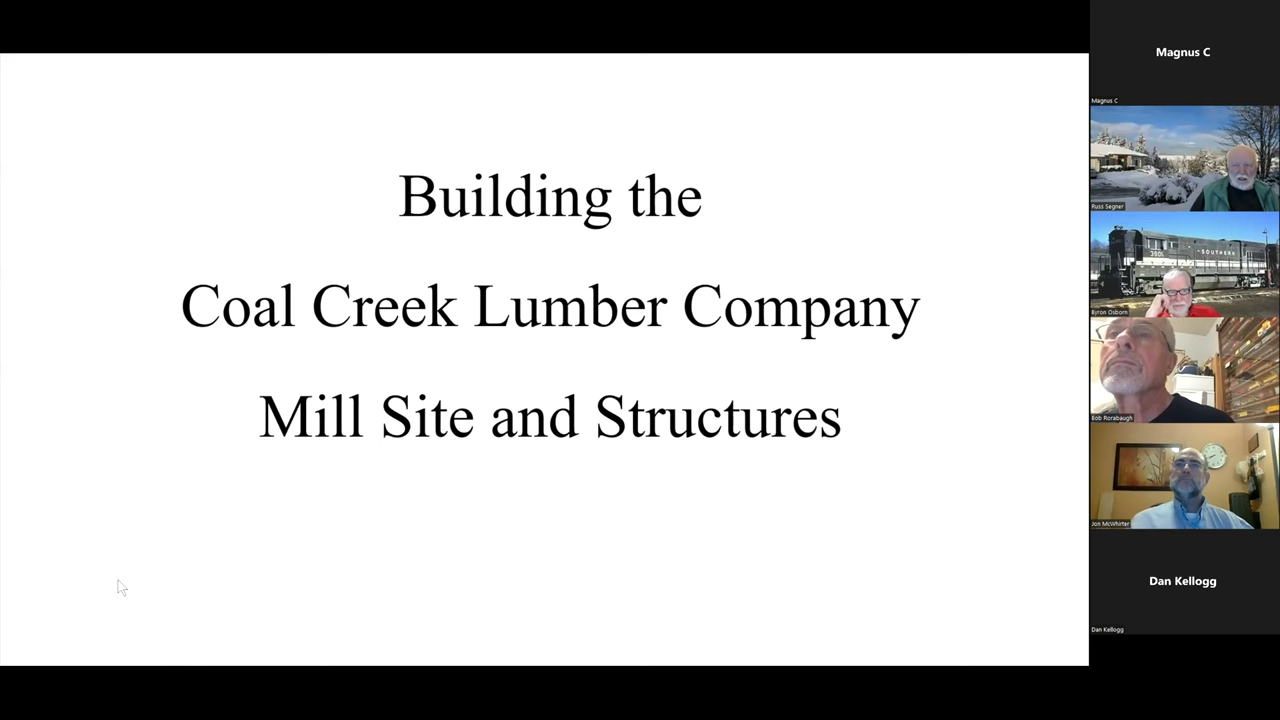 Building the
Coal Creek Lumber Company
Mill Site and Structures
Magnus C
Magnus C
Russ Segner
SOUTHERN
Byron Osborn
Bob Rorabaugh
Jon McWhirter
Dan Kellogg
Dan Kellogg